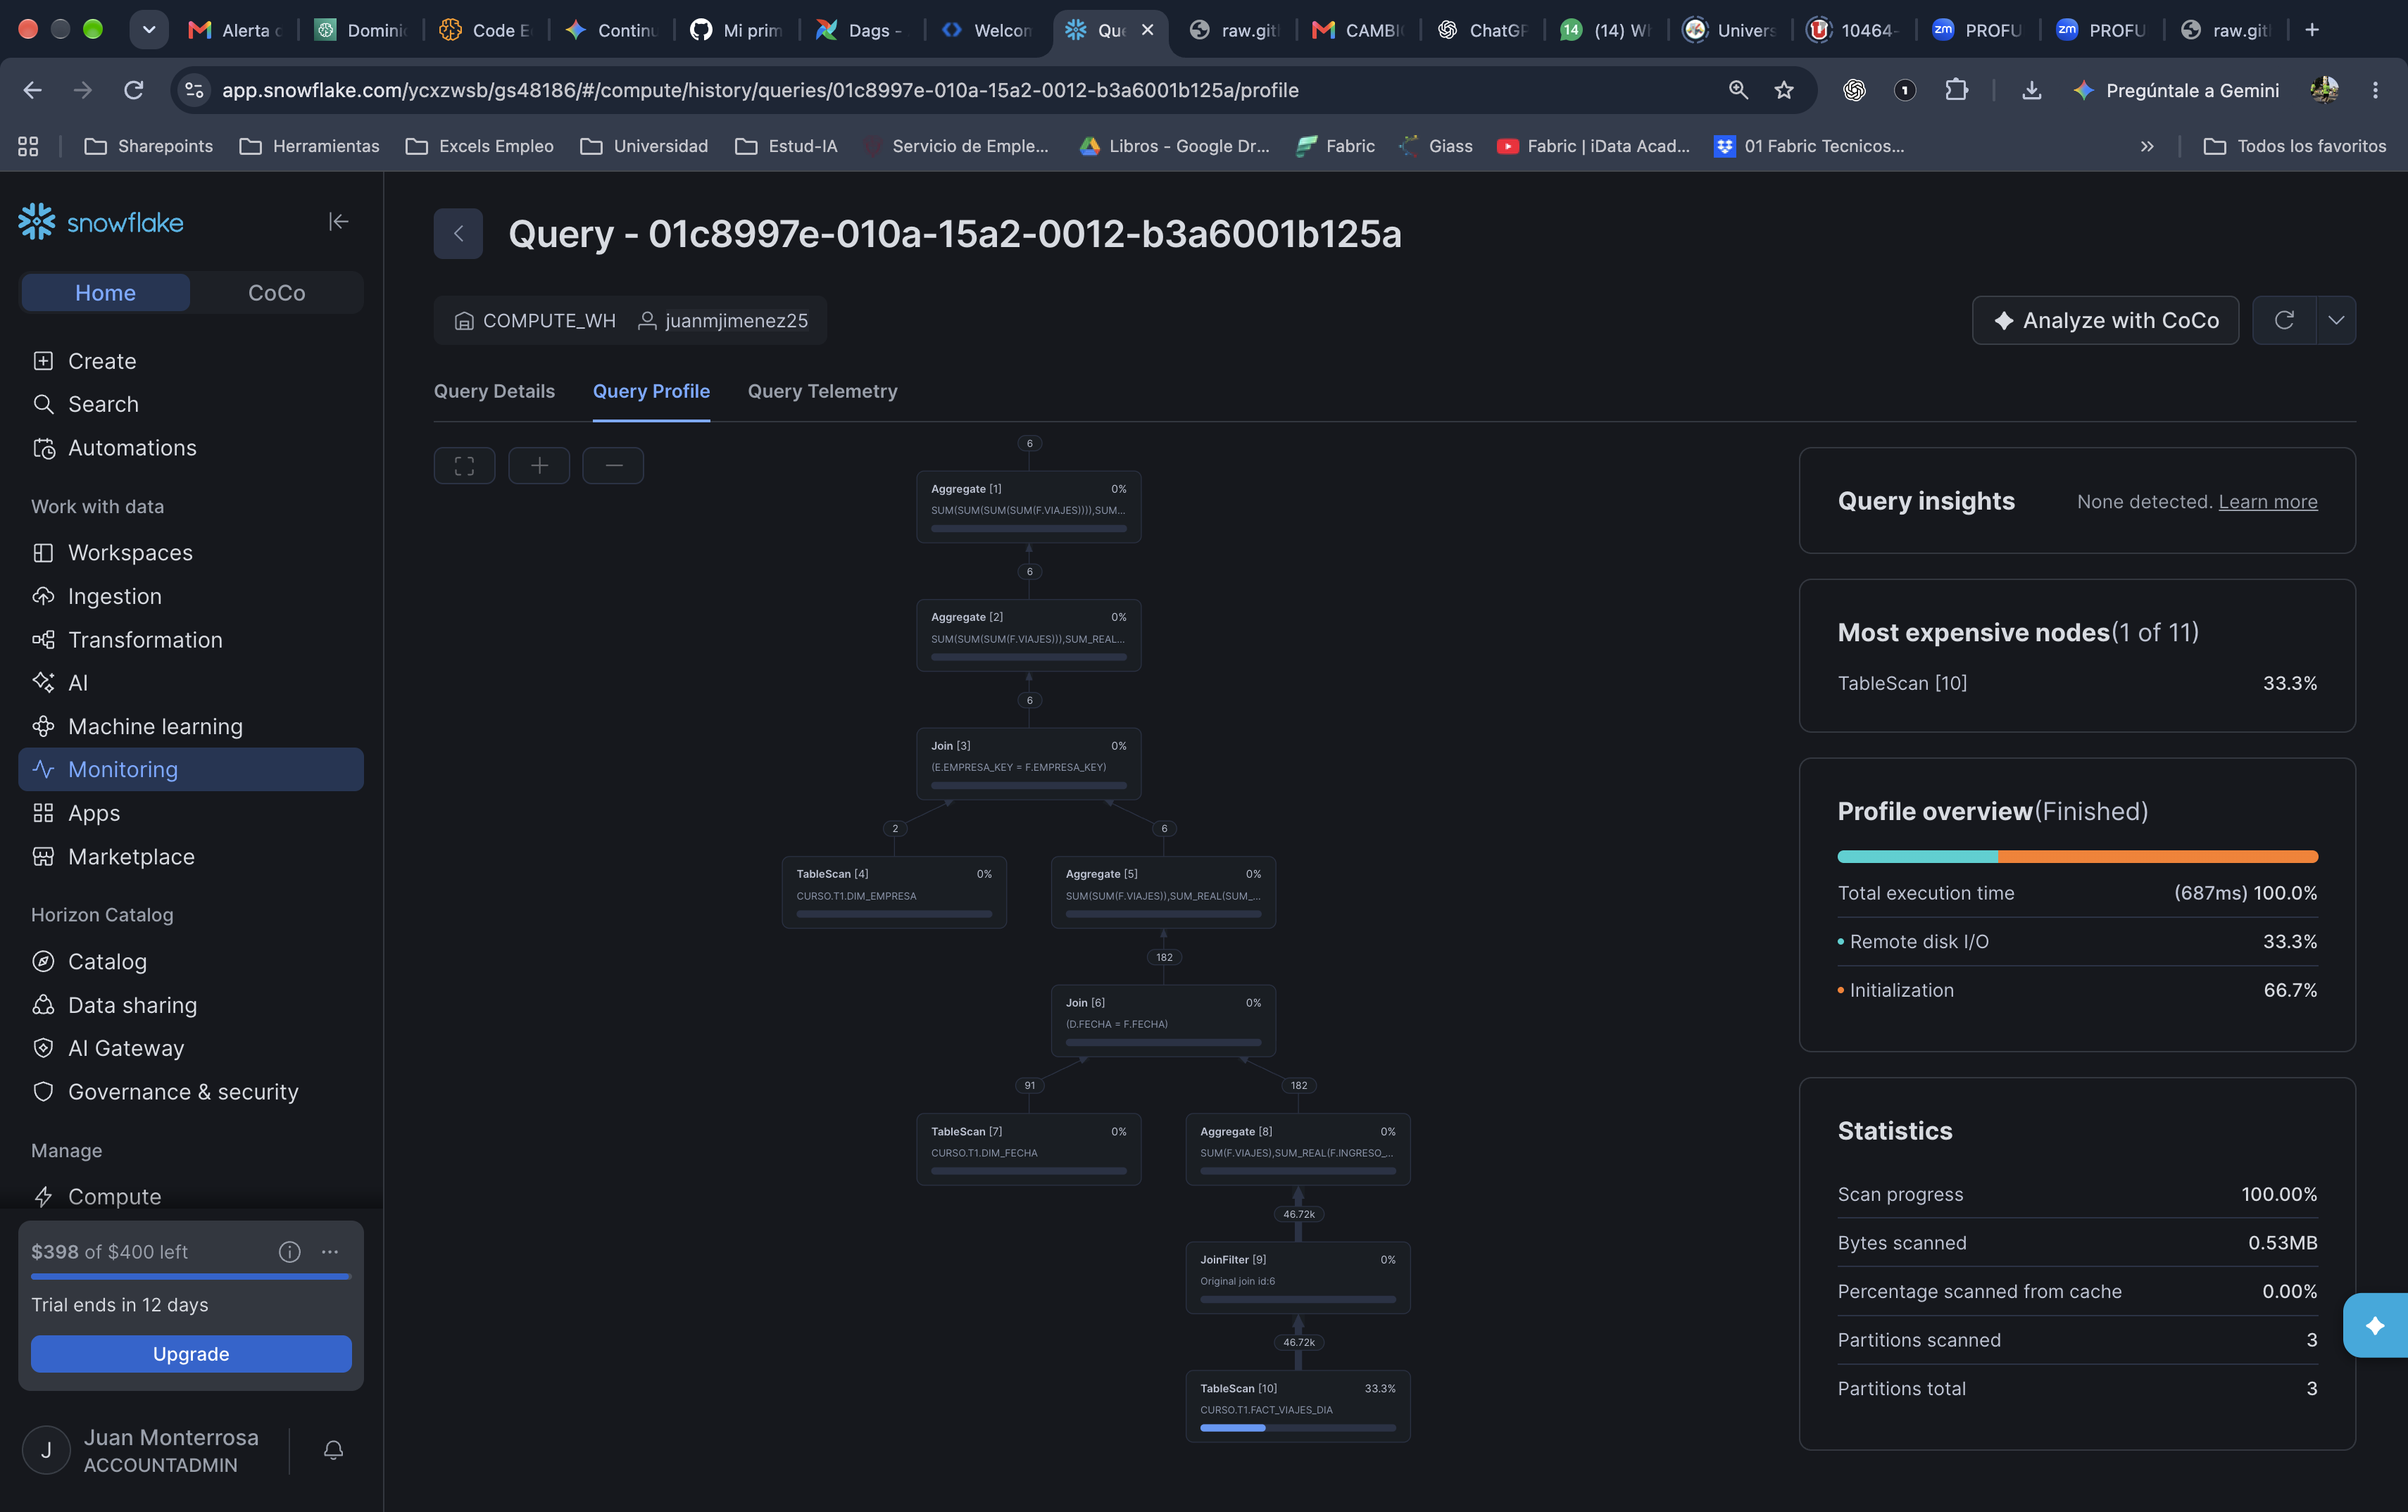 Alerta
Dominic
Code E
Continu
Mi prim
Dags -
Welcon
Que
raw.git
CAMBI
ChatGP
14
(14) W
Univers
10464-
zm
PROFU
zm
PROFU
raw.git
app.snowflake.com/ycxzwsb/gs48186/#/compute/history/queries/01c8997e-010a-15a2-0012-b3a6001b125a/profile
1
Pregúntale a Gemini
Sharepoints
Herramientas
Excels Empleo
Universidad
Estud-IA
Servicio de Emple...
Libros - Google Dr...
Fabric
Giass
Fabric | iData Acad...
01 Fabric Tecnicos...
Todos los favoritos
snowflake
Home
CoCo
Create
Search
Automations
Work with data
Workspaces
Ingestion
Transformation
AI
Machine learning
Monitoring
Apps
Marketplace
Horizon Catalog
Catalog
Data sharing
AI Gateway
Governance & security
Manage
Compute
$398 of $400 left
Trial ends in 12 days
Upgrade
J
Juan Monterrosa
ACCOUNTADMIN
Query - 01c8997e-010a-15a2-0012-b3a6001b125a
COMPUTE_WH
juanmjimenez25
Analyze with CoCo
Query Details
Query Profile
Query Telemetry
6
Aggregate [1]
0%
SUM(SUM(SUM(SUM(F.VIAJES)))),SUM...
6
Aggregate [2]
0%
SUM(SUM(SUM(F.VIAJES))),SUM_REAL...
6
Join [3]
0%
(E.EMPRESA_KEY = F.EMPRESA_KEY)
2
6
TableScan [4]
0%
CURSO.T1.DIM_EMPRESA
Aggregate [5]
0%
SUM(SUM(F.VIAJES)),SUM_REAL(SUM_...
182
Join [6]
0%
(D.FECHA = F.FECHA)
91
182
TableScan [7]
0%
CURSO.T1.DIM_FECHA
Aggregate [8]
0%
SUM(F.VIAJES),SUM_REAL(F.INGRESO_...
46.72k
JoinFilter [9]
0%
Original join id:6
46.72k
TableScan [10]
33.3%
CURSO.T1.FACT_VIAJES_DIA
Query insights
None detected. Learn more
Most expensive nodes(1 of 11)
TableScan [10]
33.3%
Profile overview(Finished)
Total execution time
(687ms) 100.0%
Remote disk I/O
33.3%
Initialization
66.7%
Statistics
Scan progress
100.00%
Bytes scanned
0.53MB
Percentage scanned from cache
0.00%
Partitions scanned
3
Partitions total
3